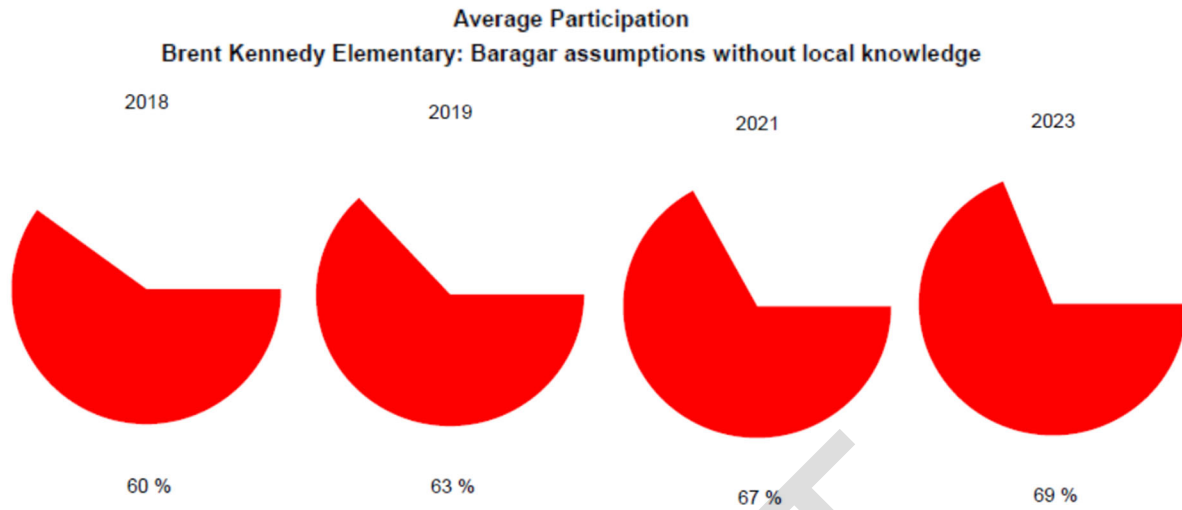 Average Participation
Brent Kennedy Elementary: Baragar assumptions without local knowledge
2018 2019 2021 2023
60 % 63 % 67 % 69 %